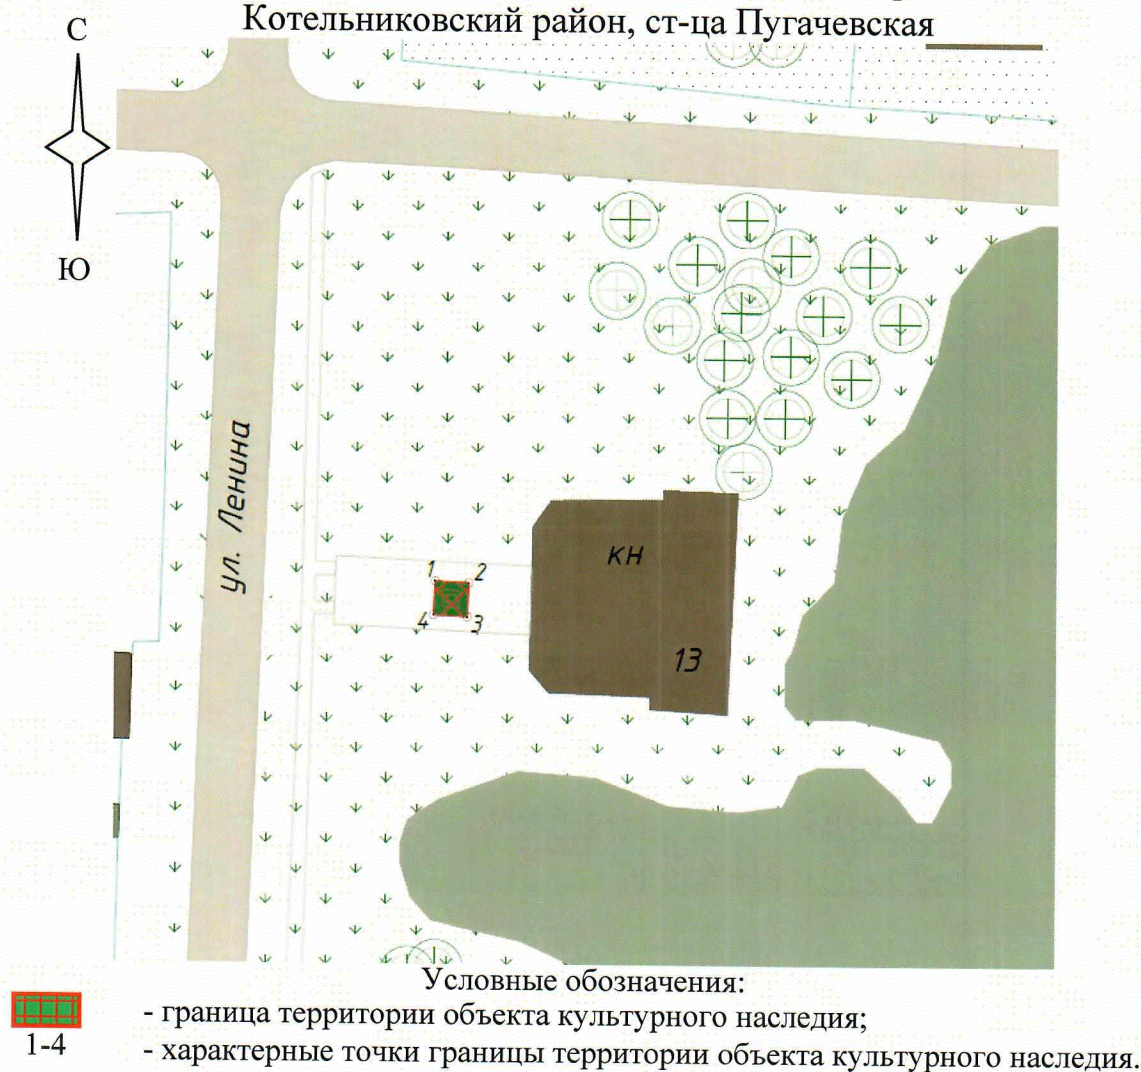 Котельниковский район, ст-ца Пугачевская
С
Ю
ул. Ленина
КН
1 2
4 3
13
Условные обозначения:
- граница территории объекта культурного наследия;
1-4
- характерные точки границы территории объекта культурного наследия.